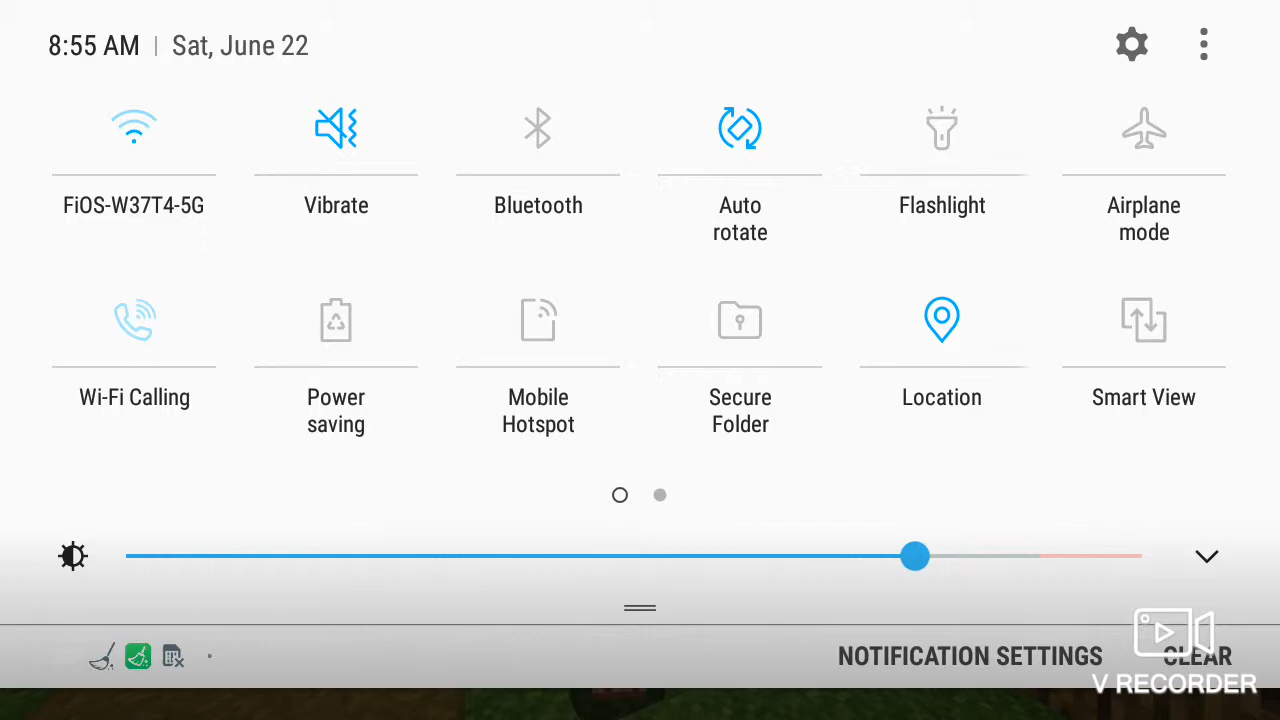 8:55 AM | Sat, June 22
FiOS-W37T4-5G
Vibrate
Bluetooth
Auto
rotate
Flashlight
Airplane
mode
Wi-Fi Calling
Power
saving
Mobile
Hotspot
Secure
Folder
Location
Smart View
NOTIFICATION SETTINGS
CLEAR
V RECORDER